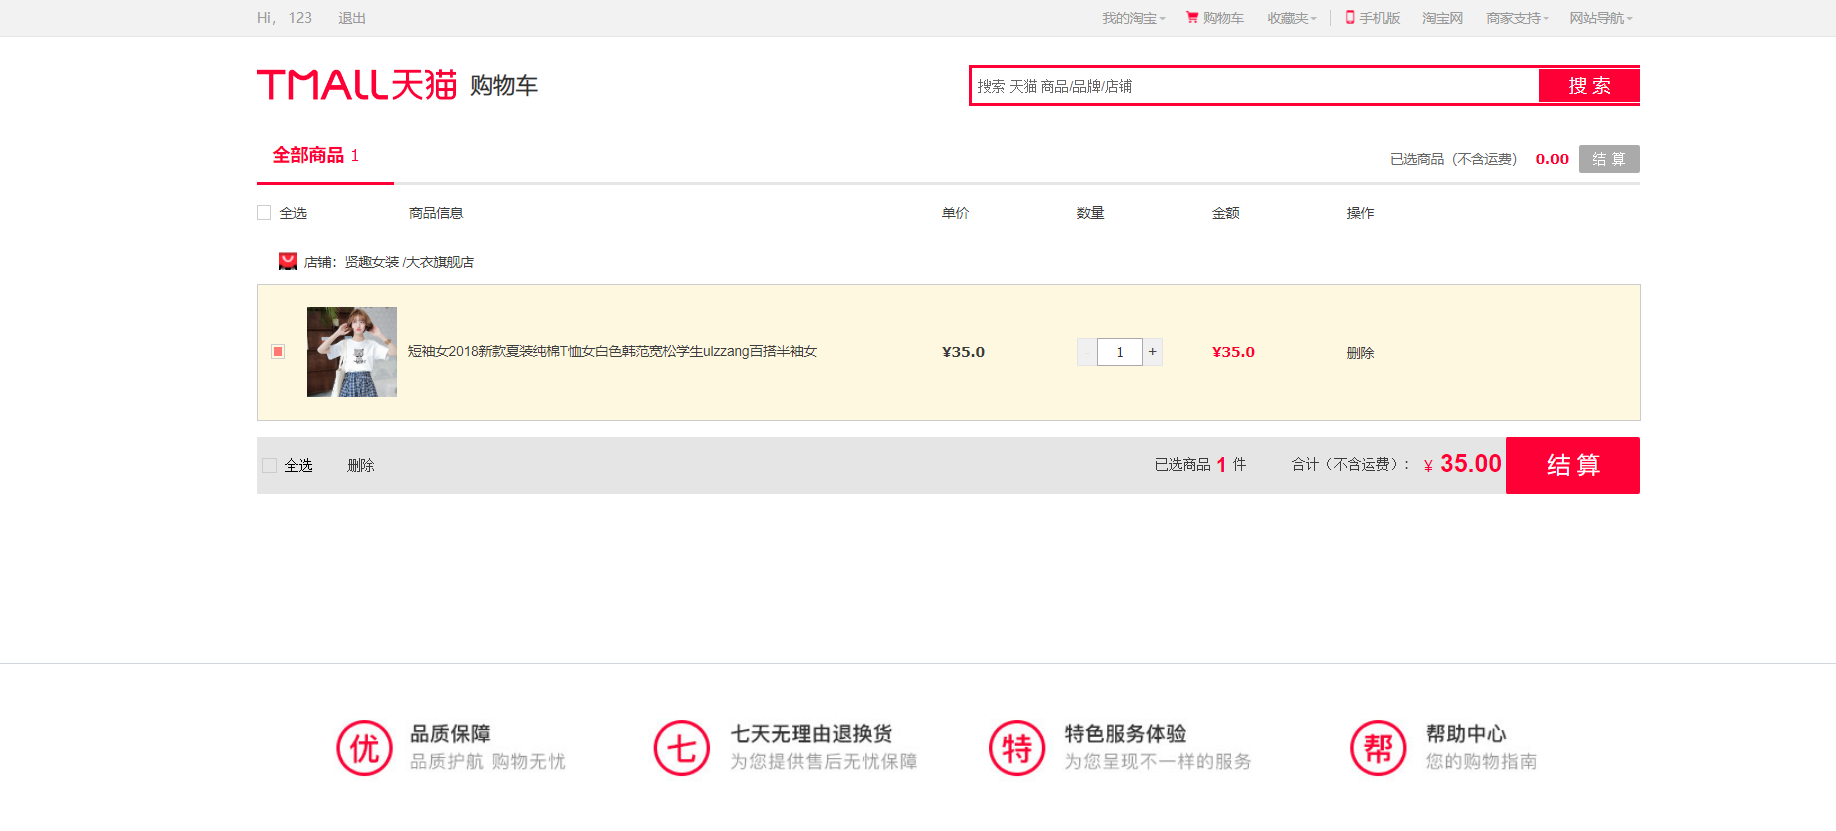 Hi， 123 退出 我的淘宝 购物车 收藏夹 手机版 淘宝网 商家支持 网站导航
TMALL天猫 购物车 搜索 天猫 商品/品牌/店铺 搜 索
全部商品 1 已选商品（不含运费） 0.00 结 算
全选 商品信息 单价 数量 金额 操作
店铺：贤趣女装 /大衣旗舰店
短袖女2018新款夏装纯棉T恤女白色韩范宽松学生ulzzang百搭半袖女 ¥35.0 - 1 + ¥35.0 删除
全选 删除 已选商品 1 件 合计（不含运费）： ¥ 35.00 结 算
优 品质保障 七 七天无理由退换货 特 特色服务体验 帮 帮助中心
品质护航 购物无忧 为您提供售后无忧保障 为您呈现不一样的服务 您的购物指南